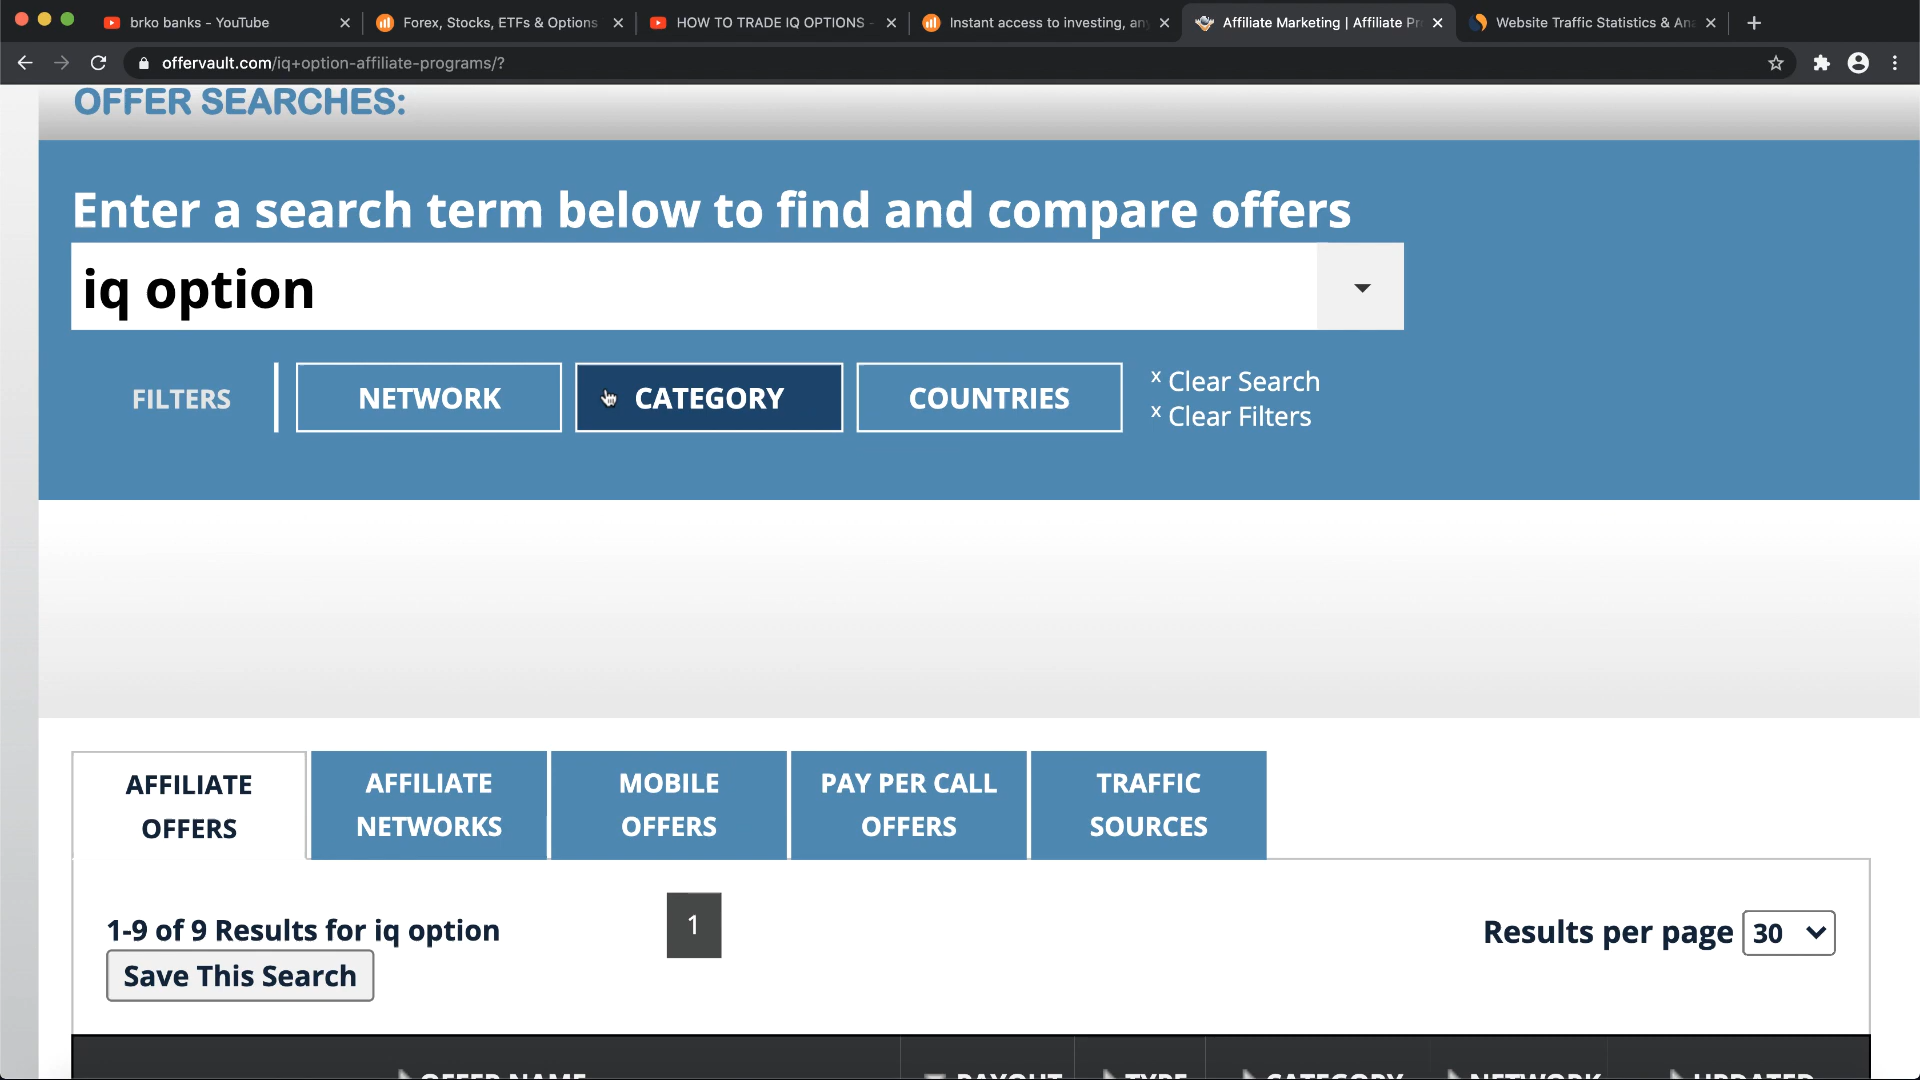 brko banks - YouTube
Forex, Stocks, ETFs & Options
HOW TO TRADE IQ OPTIONS -
Instant access to investing, any
Affiliate Marketing | Affiliate Pr
Website Traffic Statistics & Ana
offervault.com/iq+option-affiliate-programs/?
OFFER SEARCHES:
Enter a search term below to find and compare offers
iq option
FILTERS
NETWORK
CATEGORY
COUNTRIES
x Clear Search
x Clear Filters
AFFILIATE
OFFERS
AFFILIATE
NETWORKS
MOBILE
OFFERS
PAY PER CALL
OFFERS
TRAFFIC
SOURCES
1-9 of 9 Results for iq option
1
Results per page 30
Save This Search
OFFER NAME
PAYOUT
TYPE
CATEGORY
NETWORK
UPDATED